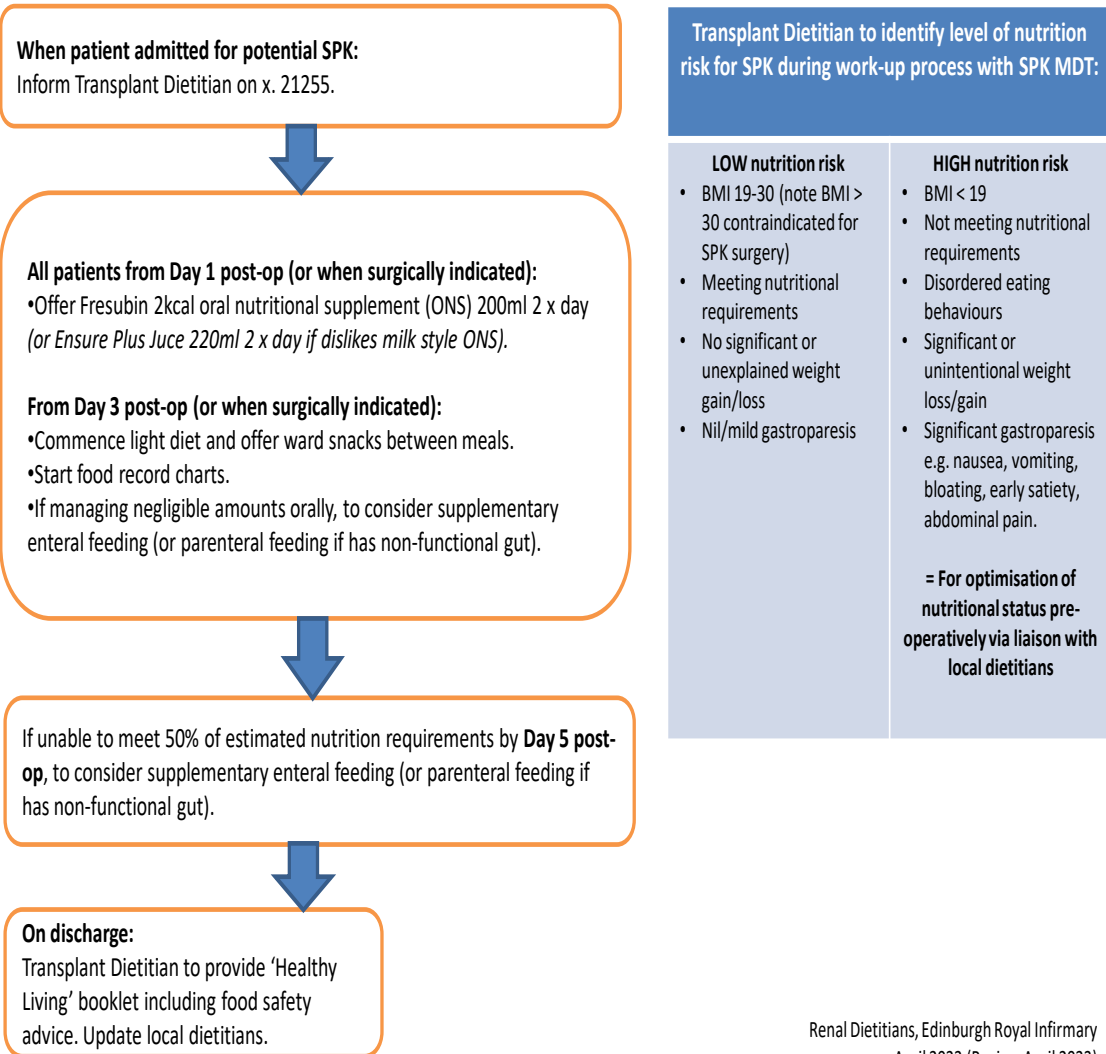 When patient admitted for potential SPK:
Inform Transplant Dietitian on x. 21255.
All patients from Day 1 post-op (or when surgically indicated):
•Offer Fresubin 2kcal oral nutritional supplement (ONS) 200ml 2 x day
(or Ensure Plus Juce 220ml 2 x day if dislikes milk style ONS).
From Day 3 post-op (or when surgically indicated):
•Commence light diet and offer ward snacks between meals.
•Start food record charts.
•If managing negligible amounts orally, to consider supplementary
enteral feeding (or parenteral feeding if has non-functional gut).
If unable to meet 50% of estimated nutrition requirements by Day 5 post-
op, to consider supplementary enteral feeding (or parenteral feeding if
has non-functional gut).
On discharge:
Transplant Dietitian to provide ‘Healthy
Living’ booklet including food safety
advice. Update local dietitians.
Transplant Dietitian to identify level of nutrition
risk for SPK during work-up process with SPK MDT:
LOW nutrition risk
• BMI 19-30 (note BMI >
30 contraindicated for
SPK surgery)
• Meeting nutritional
requirements
• No significant or
unexplained weight
gain/loss
• Nil/mild gastroparesis
HIGH nutrition risk
• BMI < 19
• Not meeting nutritional
requirements
• Disordered eating
behaviours
• Significant or
unintentional weight
loss/gain
• Significant gastroparesis
e.g. nausea, vomiting,
bloating, early satiety,
abdominal pain.
= For optimisation of
nutritional status pre-
operatively via liaison with
local dietitians
Renal Dietitians, Edinburgh Royal Infirmary